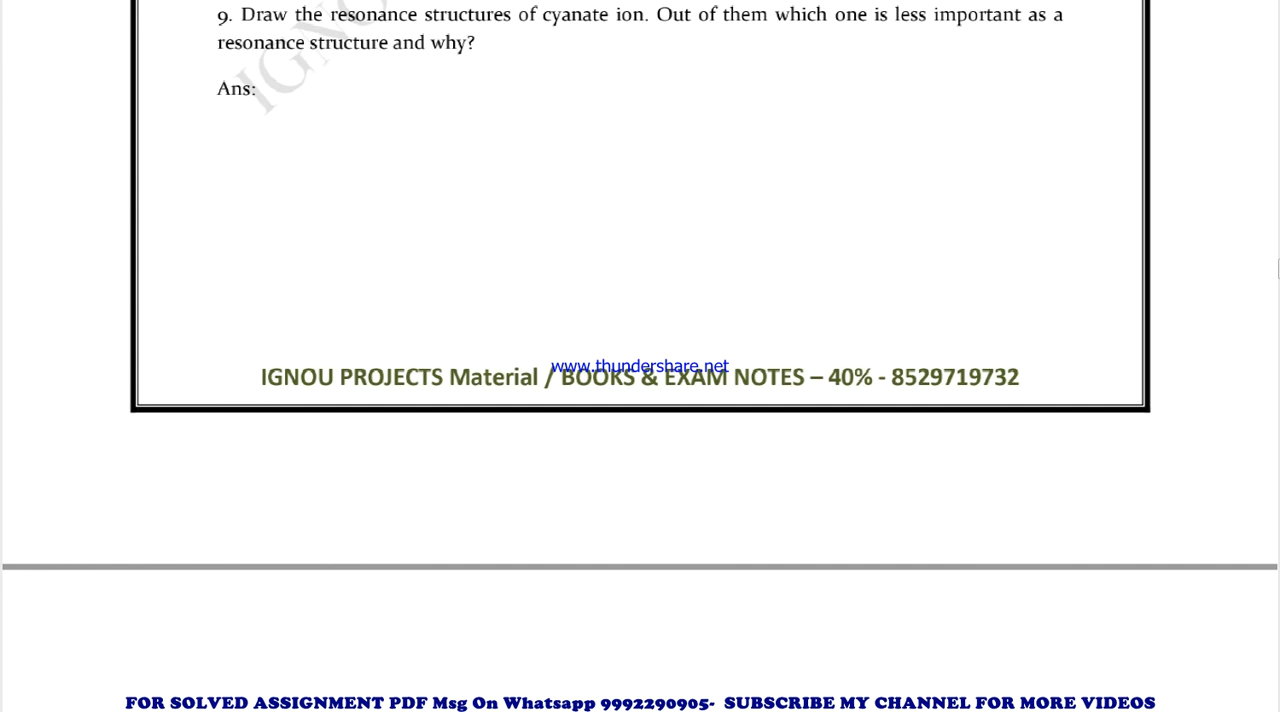 9. Draw the resonance structures of cyanate ion. Out of them which one is less important as a
resonance structure and why?
IGNO
Ans:
www.thundershare.net
IGNOU PROJECTS Material / BOOKS & EXAM NOTES – 40% - 8529719732
FOR SOLVED ASSIGNMENT PDF Msg On Whatsapp 9992290905- SUBSCRIBE MY CHANNEL FOR MORE VIDEOS